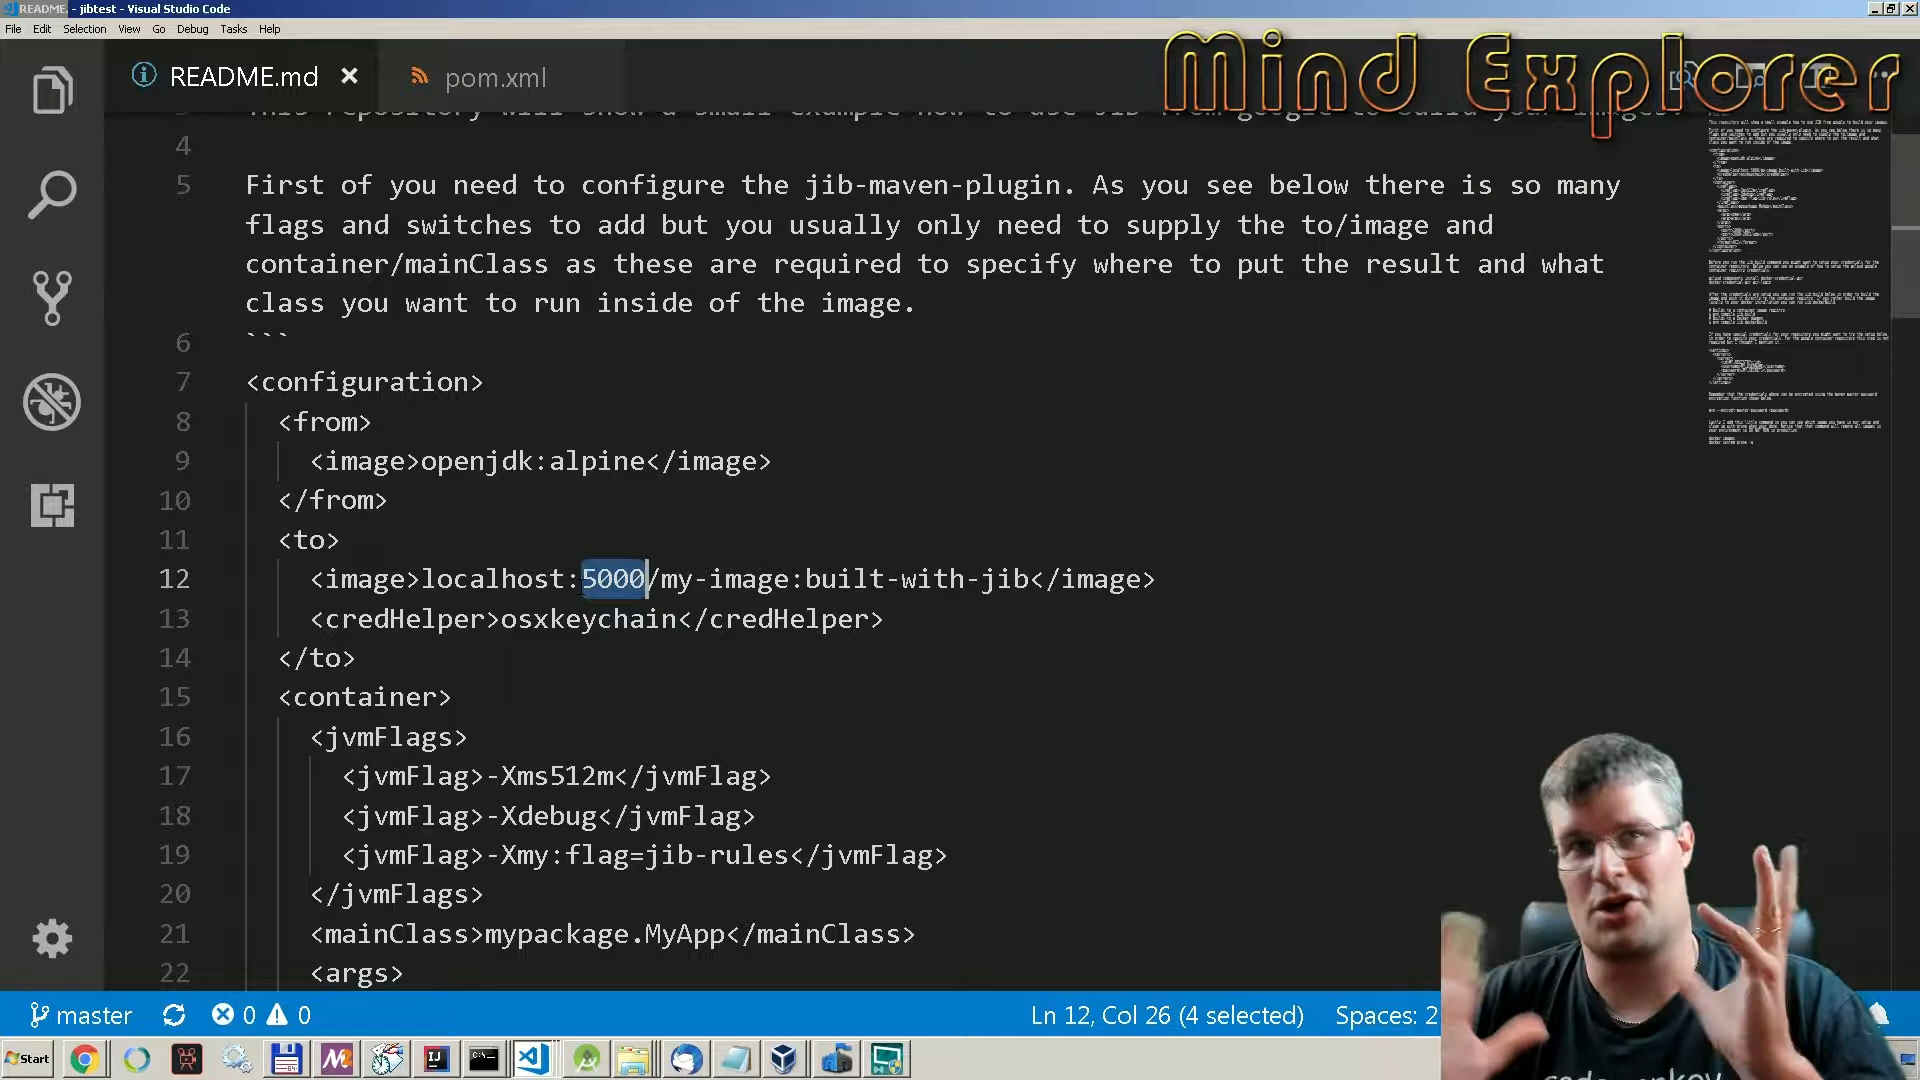 README. - jibtest - Visual Studio Code
File Edit Selection View Go Debug Tasks Help
README.md
pom.xml
Mind Explorer
4
5 First of you need to configure the jib-maven-plugin. As you see below there is so many
flags and switches to add but you usually only need to supply the to/image and
container/mainClass as these are required to specify where to put the result and what
class you want to run inside of the image.
6 ```
7 <configuration>
8 <from>
9 <image>openjdk:alpine</image>
10 </from>
11 <to>
12 <image>localhost:5000/my-image:built-with-jib</image>
13 <credHelper>osxkeychain</credHelper>
14 </to>
15 <container>
16 <jvmFlags>
17 <jvmFlag>-Xms512m</jvmFlag>
18 <jvmFlag>-Xdebug</jvmFlag>
19 <jvmFlag>-Xmy:flag=jib-rules</jvmFlag>
20 </jvmFlags>
21 <mainClass>mypackage.MyApp</mainClass>
22 <args>
master 0 0 Ln 12, Col 26 (4 selected) Spaces: 2
Start